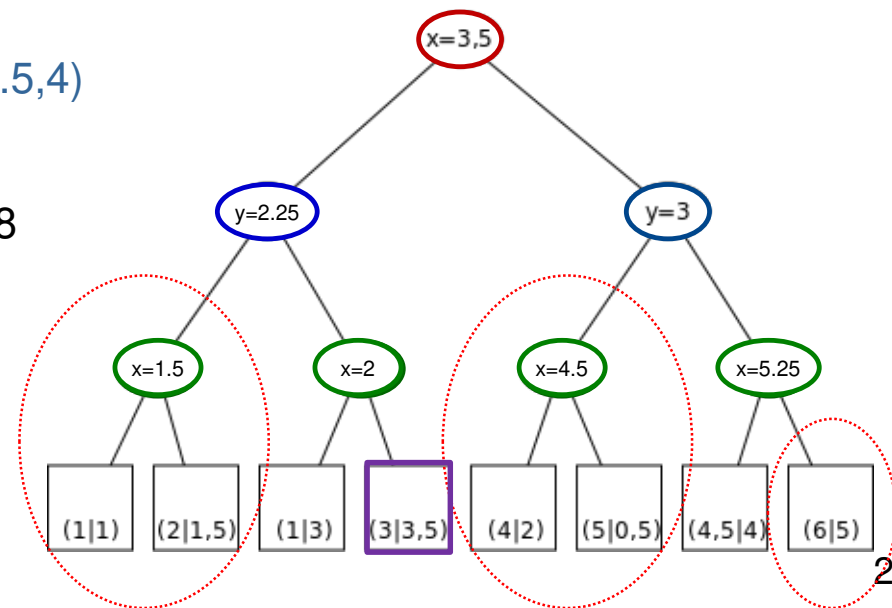 x=3,5
.5,4)
8
y=2.25
y=3
x=1.5
x=2
x=4.5
x=5.25
(1|1)
(2|1,5)
(1|3)
(3|3,5)
(4|2)
(5|0,5)
(4,5|4)
(6|5)
2